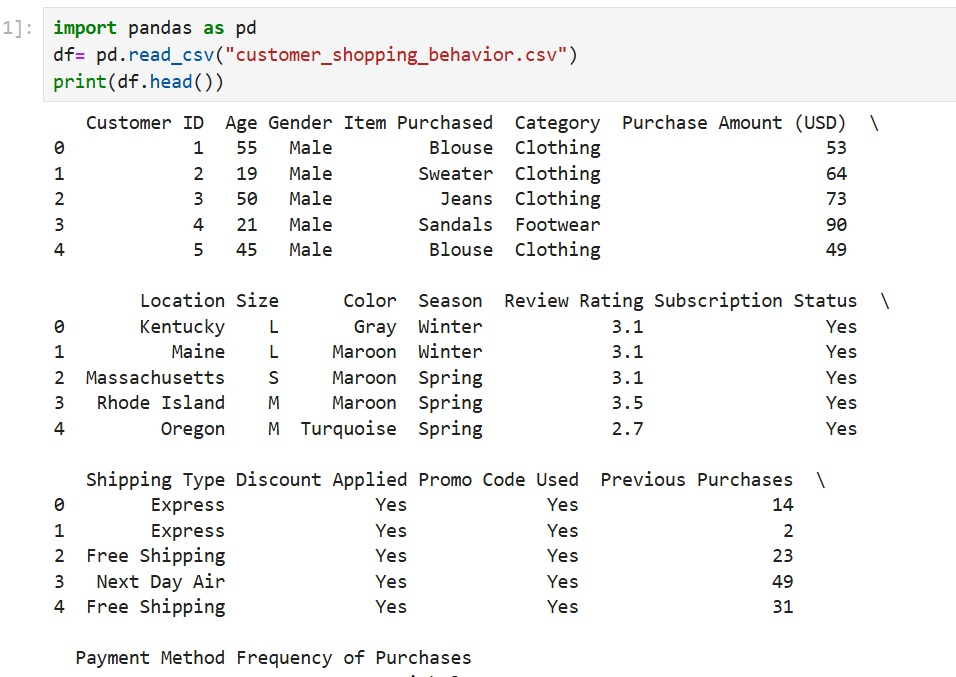 1]:
import pandas as pd
df= pd.read_csv("customer_shopping_behavior.csv")
print(df.head())
Customer ID Age Gender Item Purchased Category Purchase Amount (USD) \
0 1 55 Male Blouse Clothing 53
1 2 19 Male Sweater Clothing 64
2 3 50 Male Jeans Clothing 73
3 4 21 Male Sandals Footwear 90
4 5 45 Male Blouse Clothing 49
Location Size Color Season Review Rating Subscription Status \
0 Kentucky L Gray Winter 3.1 Yes
1 Maine L Maroon Winter 3.1 Yes
2 Massachusetts S Maroon Spring 3.1 Yes
3 Rhode Island M Maroon Spring 3.5 Yes
4 Oregon M Turquoise Spring 2.7 Yes
Shipping Type Discount Applied Promo Code Used Previous Purchases \
0 Express Yes Yes 14
1 Express Yes Yes 2
2 Free Shipping Yes Yes 23
3 Next Day Air Yes Yes 49
4 Free Shipping Yes Yes 31
Payment Method Frequency of Purchases